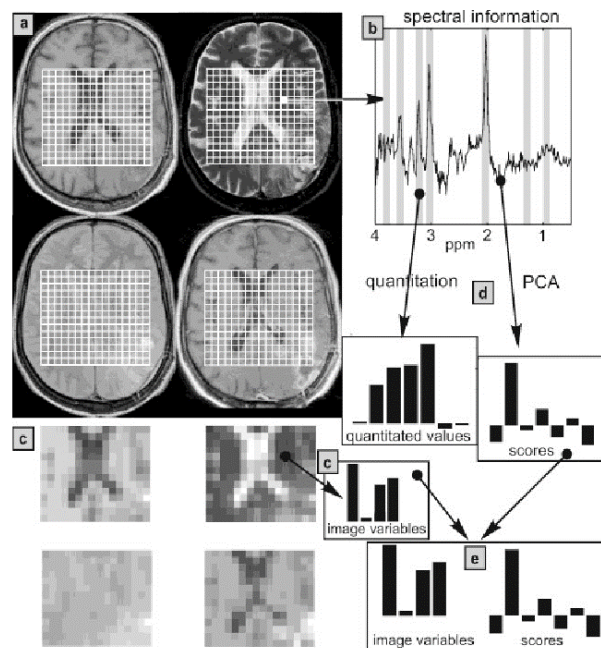 a
b
spectral information
4 3 2 1
ppm
quantitation
d
PCA
quantitated values
scores
c
c
image variables
e
image variables
scores